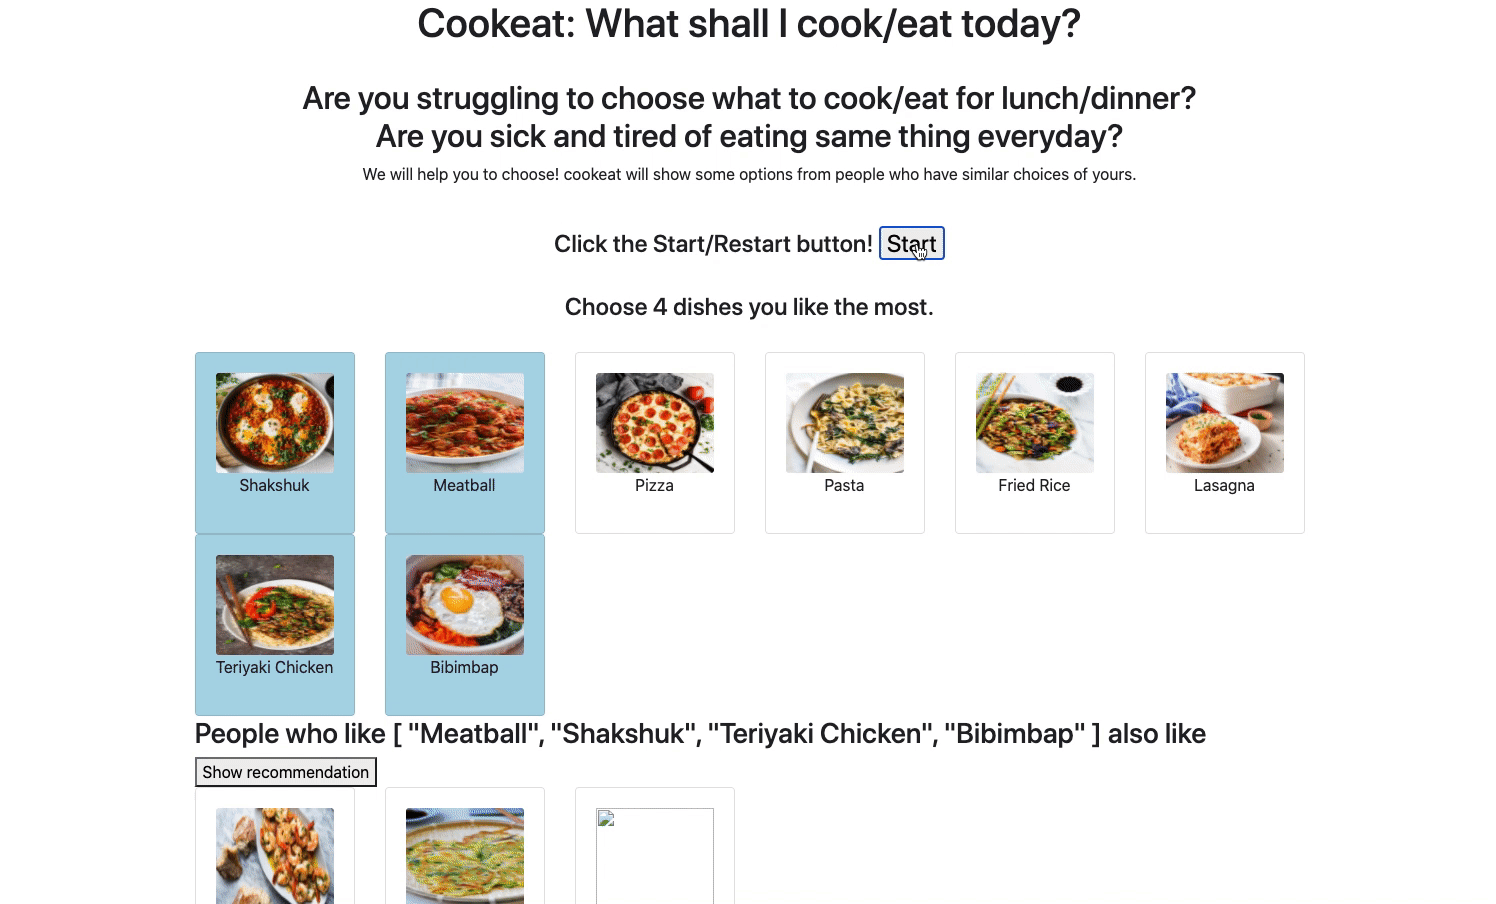 Cookeat: What shall I cook/eat today?
Are you struggling to choose what to cook/eat for lunch/dinner?
Are you sick and tired of eating same thing everyday?
We will help you to choose! cookeat will show some options from people who have similar choices of yours.
Click the Start/Restart button! Start
Choose 4 dishes you like the most.
Shakshuk Meatball Pizza Pasta Fried Rice Lasagna
Teriyaki Chicken Bibimbap
People who like [ "Meatball", "Shakshuk", "Teriyaki Chicken", "Bibimbap" ] also like
Show recommendation